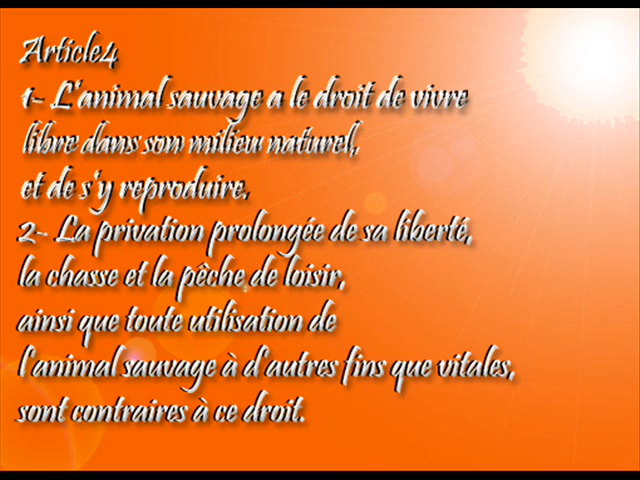 Article4
1- L'animal sauvage a le droit de vivre
libre dans son milieu naturel,
et de s'y reproduire.
2- La privation prolongée de sa liberté,
la chasse et la pêche de loisir,
ainsi que toute utilisation de
l'animal sauvage à d'autres fins que vitales,
sont contraires à ce droit.